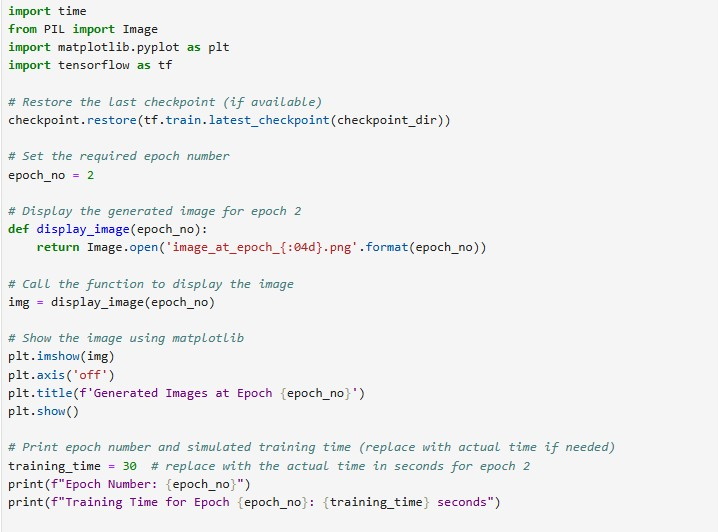 import time
from PIL import Image
import matplotlib.pyplot as plt
import tensorflow as tf

# Restore the last checkpoint (if available)
checkpoint.restore(tf.train.latest_checkpoint(checkpoint_dir))

# Set the required epoch number
epoch_no = 2

# Display the generated image for epoch 2
def display_image(epoch_no):
    return Image.open('image_at_epoch_{:04d}.png'.format(epoch_no))

# Call the function to display the image
img = display_image(epoch_no)

# Show the image using matplotlib
plt.imshow(img)
plt.axis('off')
plt.title(f'Generated Images at Epoch {epoch_no}')
plt.show()

# Print epoch number and simulated training time (replace with actual time if needed)
training_time = 30  # replace with the actual time in seconds for epoch 2
print(f"Epoch Number: {epoch_no}")
print(f"Training Time for Epoch {epoch_no}: {training_time} seconds")